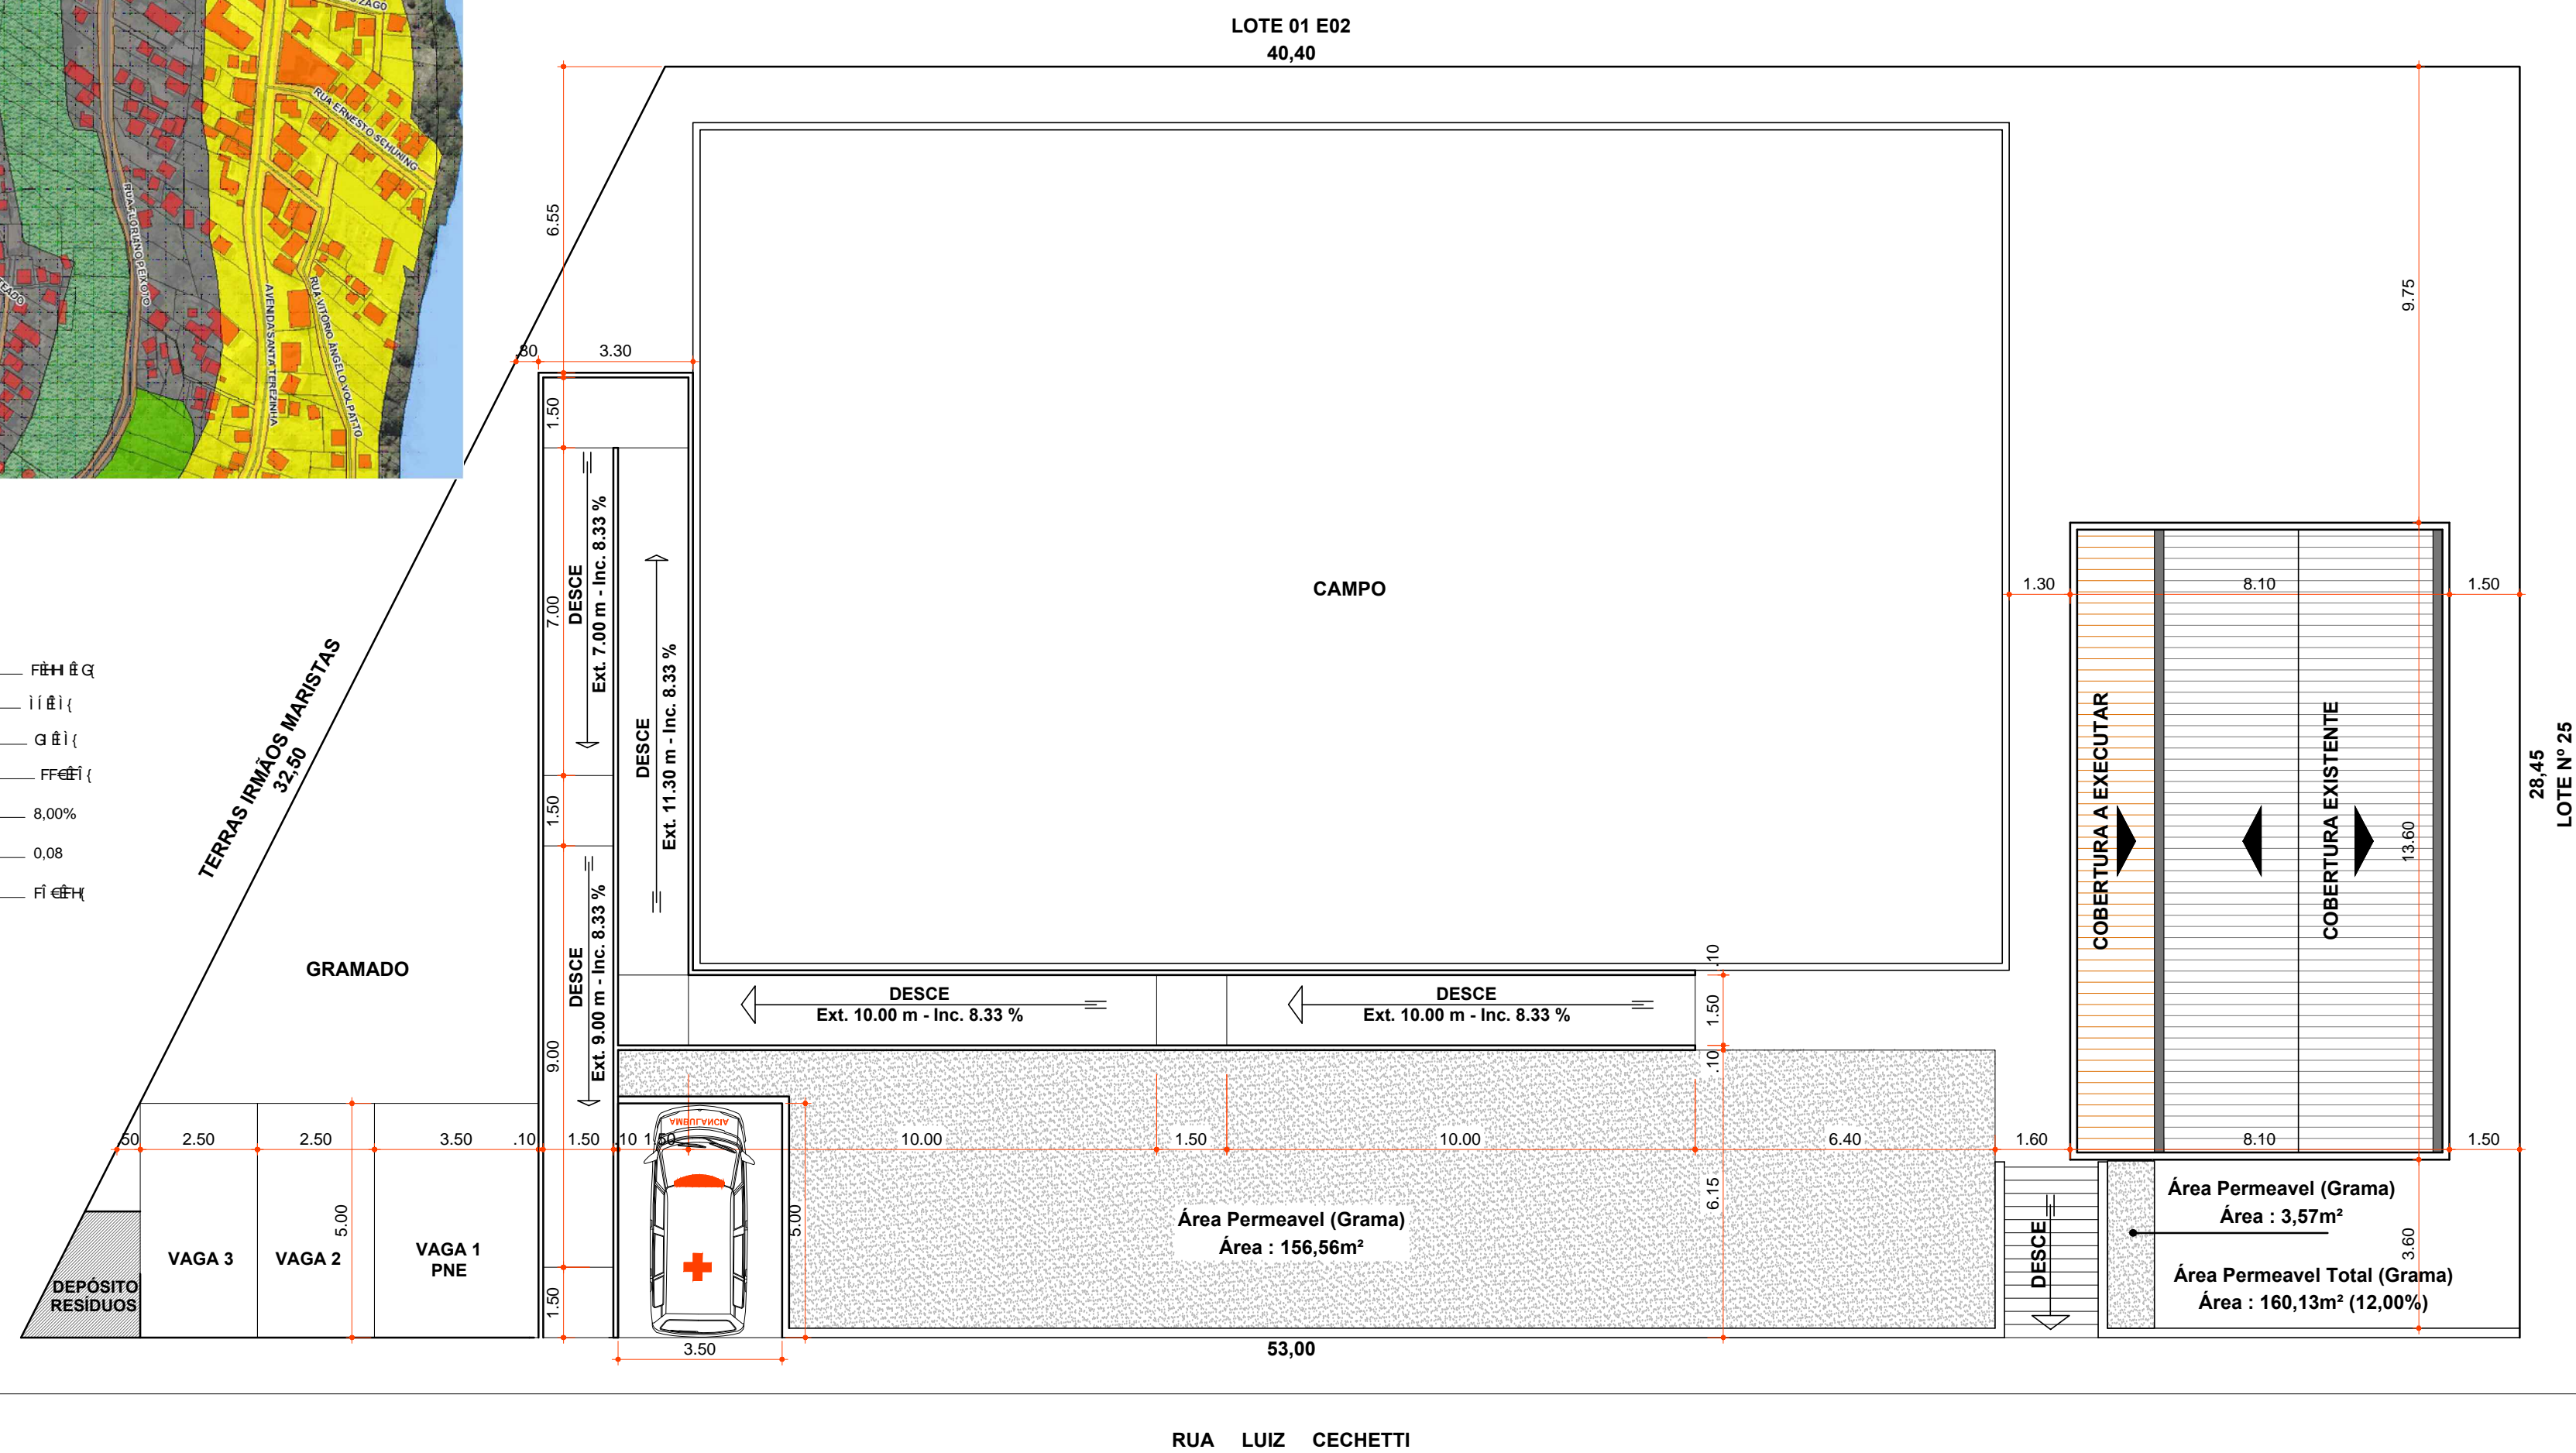 ZAGO
RUA ERNESTO SCHUNING
RUA FLORIANO PEIXOTO
AVENIDA SANTA TEREZINHA
RUA VITÓRIO ÂNGELO VOLPATTO
LOTE 01 E02
40,40
6.55
9.75
.80
3.30
1.50
DESCE
Ext. 7.00 m - Inc. 8.33 %
7.00
DESCE
Ext. 11.30 m - Inc. 8.33 %
CAMPO
1.30
8.10
1.50
TERRAS IRMÃOS MARISTAS
32,50
8,00%
0,08
1.50
COBERTURA A EXECUTAR
COBERTURA EXISTENTE
13.60
28,45
LOTE Nº 25
GRAMADO
DESCE
Ext. 9.00 m - Inc. 8.33 %
9.00
.10
DESCE
Ext. 10.00 m - Inc. 8.33 %
DESCE
Ext. 10.00 m - Inc. 8.33 %
1.50
.10
AMBULANCIA
.50
2.50
2.50
3.50
.10
1.50
.10
1.50
10.00
1.50
10.00
6.40
1.60
8.10
1.50
5.00
5.00
6.15
Área Permeavel (Grama)
Área : 156,56m²
Área Permeavel (Grama)
Área : 3,57m²
DESCE
3.60
Área Permeavel Total (Grama)
Área : 160,13m² (12,00%)
VAGA 3
VAGA 2
VAGA 1
PNE
DEPÓSITO
RESÍDUOS
1.50
3.50
53,00
RUA LUIZ CECHETTI